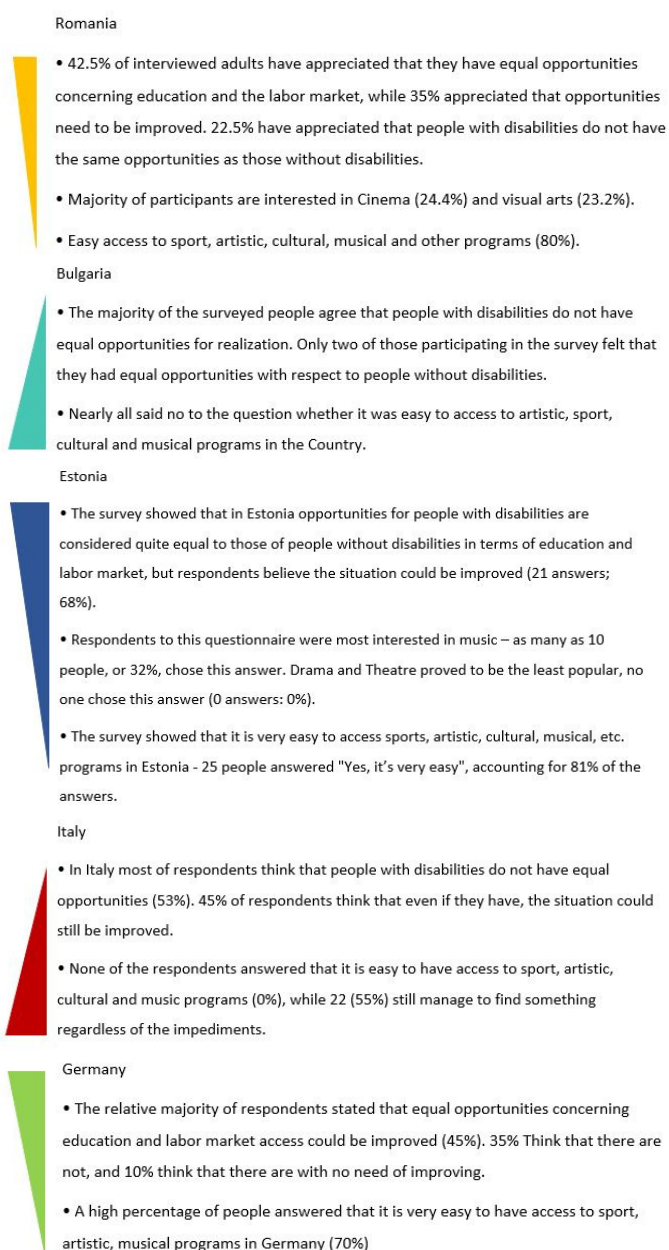 Romania
• 42.5% of interviewed adults have appreciated that they have equal opportunities
concerning education and the labor market, while 35% appreciated that opportunities
need to be improved. 22.5% have appreciated that people with disabilities do not have
the same opportunities as those without disabilities.
• Majority of participants are interested in Cinema (24.4%) and visual arts (23.2%).
• Easy access to sport, artistic, cultural, musical and other programs (80%).
Bulgaria
• The majority of the surveyed people agree that people with disabilities do not have
equal opportunities for realization. Only two of those participating in the survey felt that
they had equal opportunities with respect to people without disabilities.
• Nearly all said no to the question whether it was easy to access to artistic, sport,
cultural and musical programs in the Country.
Estonia
• The survey showed that in Estonia opportunities for people with disabilities are
considered quite equal to those of people without disabilities in terms of education and
labor market, but respondents believe the situation could be improved (21 answers;
68%).
• Respondents to this questionnaire were most interested in music – as many as 10
people, or 32%, chose this answer. Drama and Theatre proved to be the least popular, no
one chose this answer (0 answers: 0%).
• The survey showed that it is very easy to access sports, artistic, cultural, musical, etc.
programs in Estonia - 25 people answered "Yes, it’s very easy", accounting for 81% of the
answers.
Italy
• In Italy most of respondents think that people with disabilities do not have equal
opportunities (53%). 45% of respondents think that even if they have, the situation could
still be improved.
• None of the respondents answered that it is easy to have access to sport, artistic,
cultural and music programs (0%), while 22 (55%) still manage to find something
regardless of the impediments.
Germany
• The relative majority of respondents stated that equal opportunities concerning
education and labor market access could be improved (45%). 35% Think that there are
not, and 10% think that there are with no need of improving.
• A high percentage of people answered that it is very easy to have access to sport,
artistic, musical programs in Germany (70%)